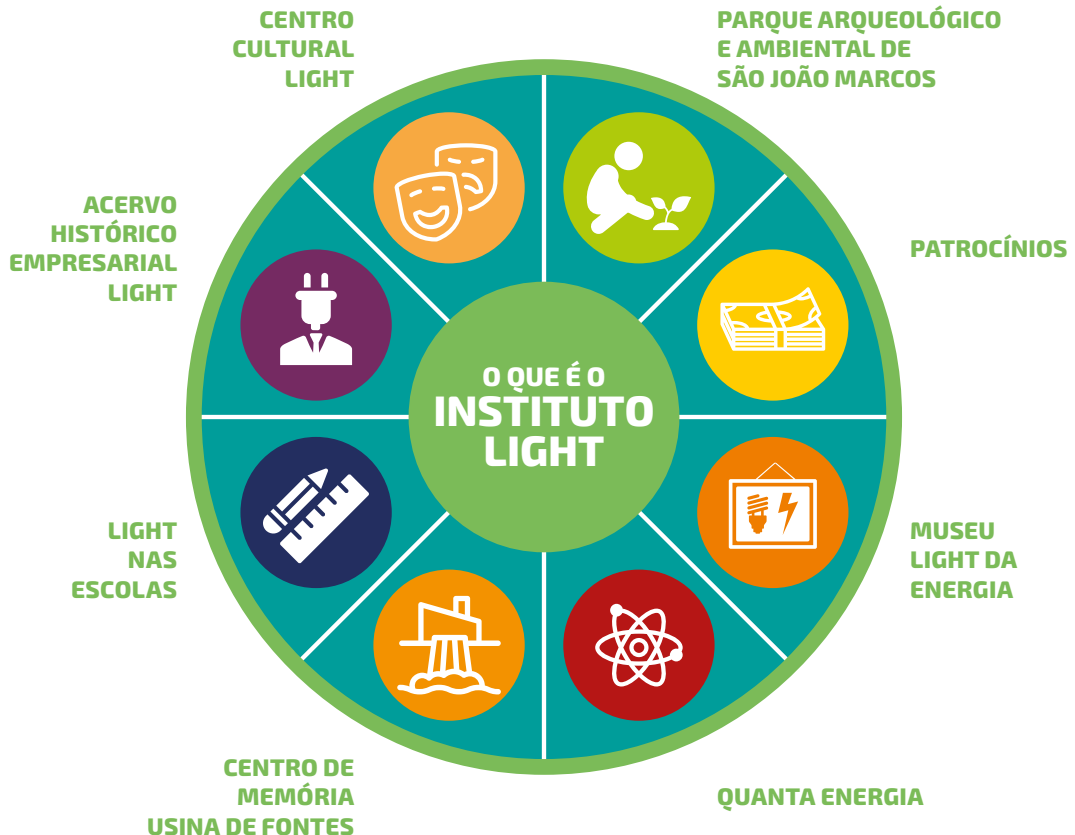 CENTRO
CULTURAL
LIGHT
PARQUE ARQUEOLÓGICO
E AMBIENTAL DE
SÃO JOÃO MARCOS
ACERVO
HISTÓRICO
EMPRESARIAL
LIGHT
PATROCÍNIOS
O QUE É O
INSTITUTO
LIGHT
LIGHT
NAS
ESCOLAS
MUSEU
LIGHT DA
ENERGIA
CENTRO DE
MEMÓRIA
USINA DE FONTES
QUANTA ENERGIA